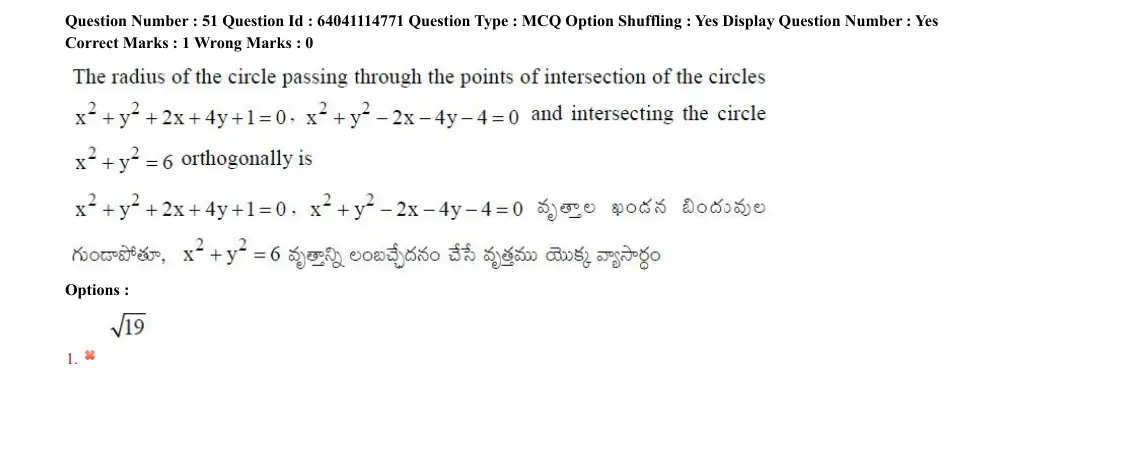 Question Number : 51 Question Id : 64041114771 Question Type : MCQ Option Shuffling : Yes Display Question Number : Yes
Correct Marks : 1 Wrong Marks : 0
The radius of the circle passing through the points of intersection of the circles
x² + y² + 2x + 4y + 1 = 0, x² + y² − 2x − 4y − 4 = 0 and intersecting the circle
x² + y² = 6 orthogonally is
x² + y² + 2x + 4y + 1 = 0, x² + y² − 2x − 4y − 4 = 0 వృత్తాల ఖండన బిందువుల
గుండాపోతూ, x² + y² = 6 వృత్తాన్ని లంబచ్ఛేదనం చేసే వృత్తము యొక్క వ్యాసార్ధం
Options :
√19
1. ✖